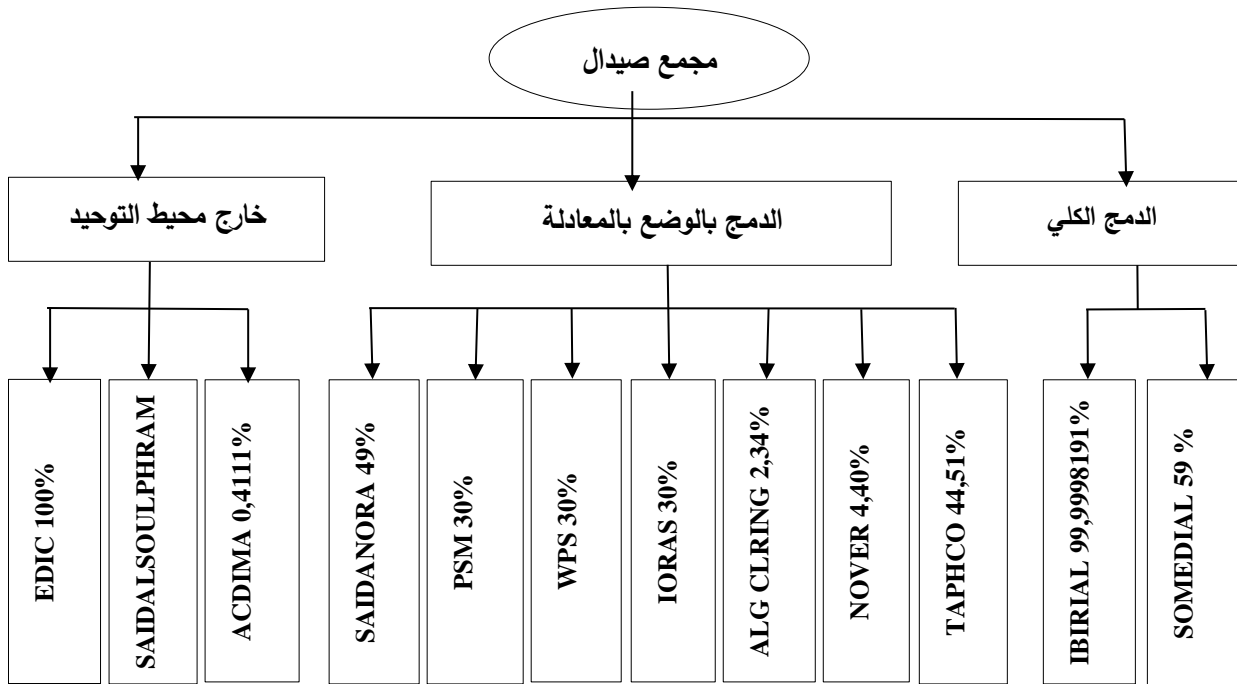 مجمع صيدال
الدمج الكلي
الدمج بالوضع بالمعادلة
خارج محيط التوحيد
SOMEDIAL 59 %
IBIRIAL 99,9998191%
TAPHCO 44,51%
NOVER 4,40%
ALG CLRING 2,34%
IORAS 30%
WPS 30%
PSM 30%
SAIDANORA 49%
ACDIMA 0,4111%
SAIDALSOULPHRAM
EDIC 100%